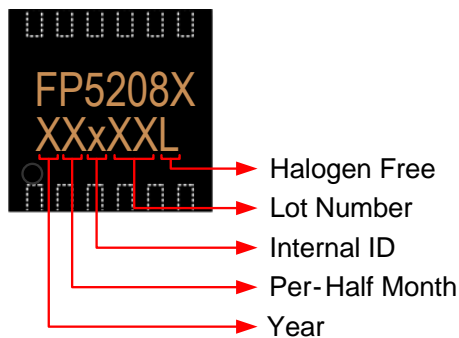 FP5208X
XXxXXL
Halogen Free
Lot Number
Internal ID
Per-Half Month
Year